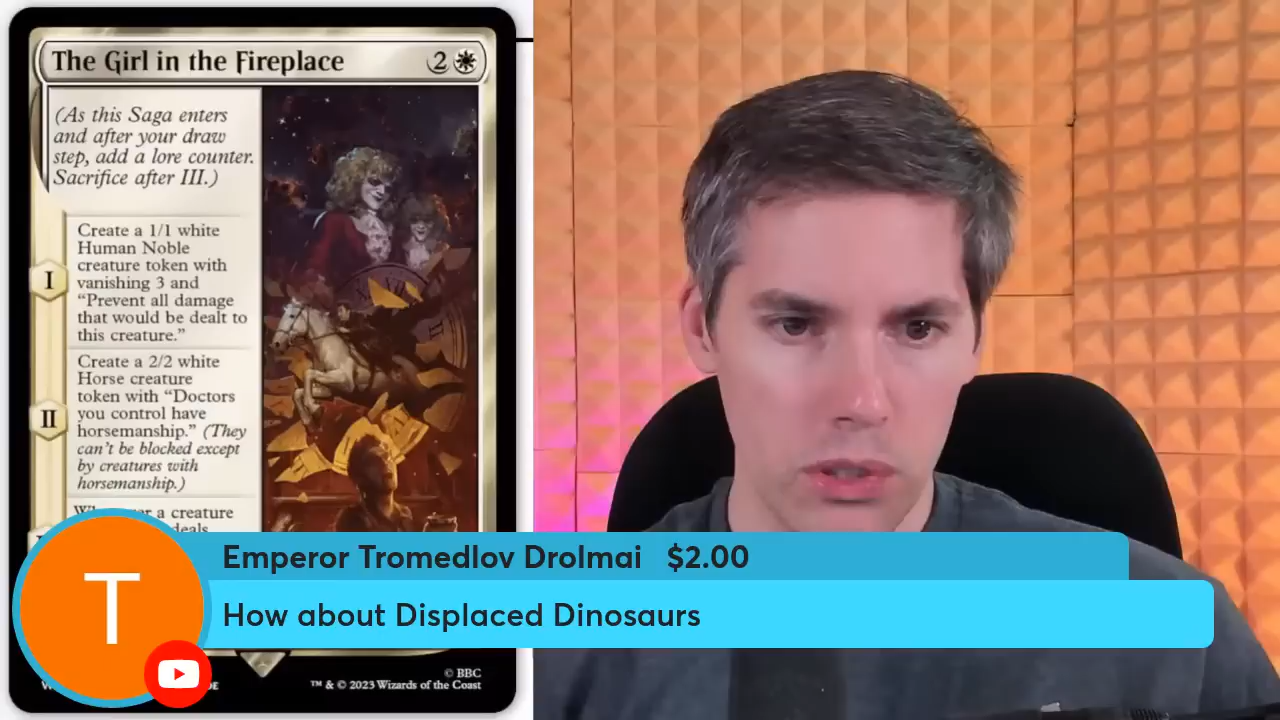 The Girl in the Fireplace 2
(As this Saga enters
and after your draw
step, add a lore counter.
Sacrifice after III.)
I
Create a 1/1 white
Human Noble
creature token with
vanishing 3 and
“Prevent all damage
that would be dealt to
this creature.”
II
Create a 2/2 white
Horse creature
token with “Doctors
you control have
horsemanship.” (They
can't be blocked except
by creatures with
horsemanship.)
a creature
deals
T
Emperor Tromedlov Drolmai $2.00
How about Displaced Dinosaurs
© BBC
™ & © 2023 Wizards of the Coast